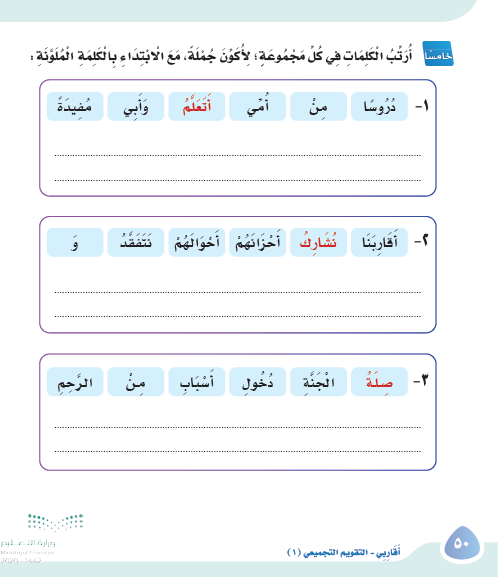 خامسًا أُرَتِّبُ الْكَلِمَاتِ فِي كُلِّ مَجْمُوعَةٍ؛ لِأُكَوِّنَ جُمْلَةً، مَعَ الْابْتِدَاءِ بِالْكَلِمَةِ الْمُلَوَّنَةِ :
١- دُرُوسًا مِنْ أُمِّي أَتَعَلَّمُ وَأَبِي مُفِيدَةً
٢- أَقَارِبَنَا نُشَارِكُ أَحْزَانَهُمْ أَحْوَالَهُمْ نَتَفَقَّدُ وَ
٣- صِلَةُ الْجَنَّةِ دُخُولِ أَسْبَابِ مِنْ الرَّحِمِ
وزارة التعليم
Ministry of Education
2020 - 1442
أَقَارِبِي - التقويم التجميعي (١)
٥٠